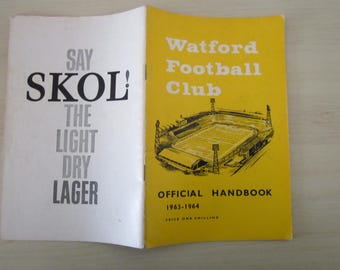 SAY
SKOL!
THE
LIGHT
DRY
LAGER
Watford
Football
Club
OFFICIAL HANDBOOK
1963-1964
PRICE ONE SHILLING